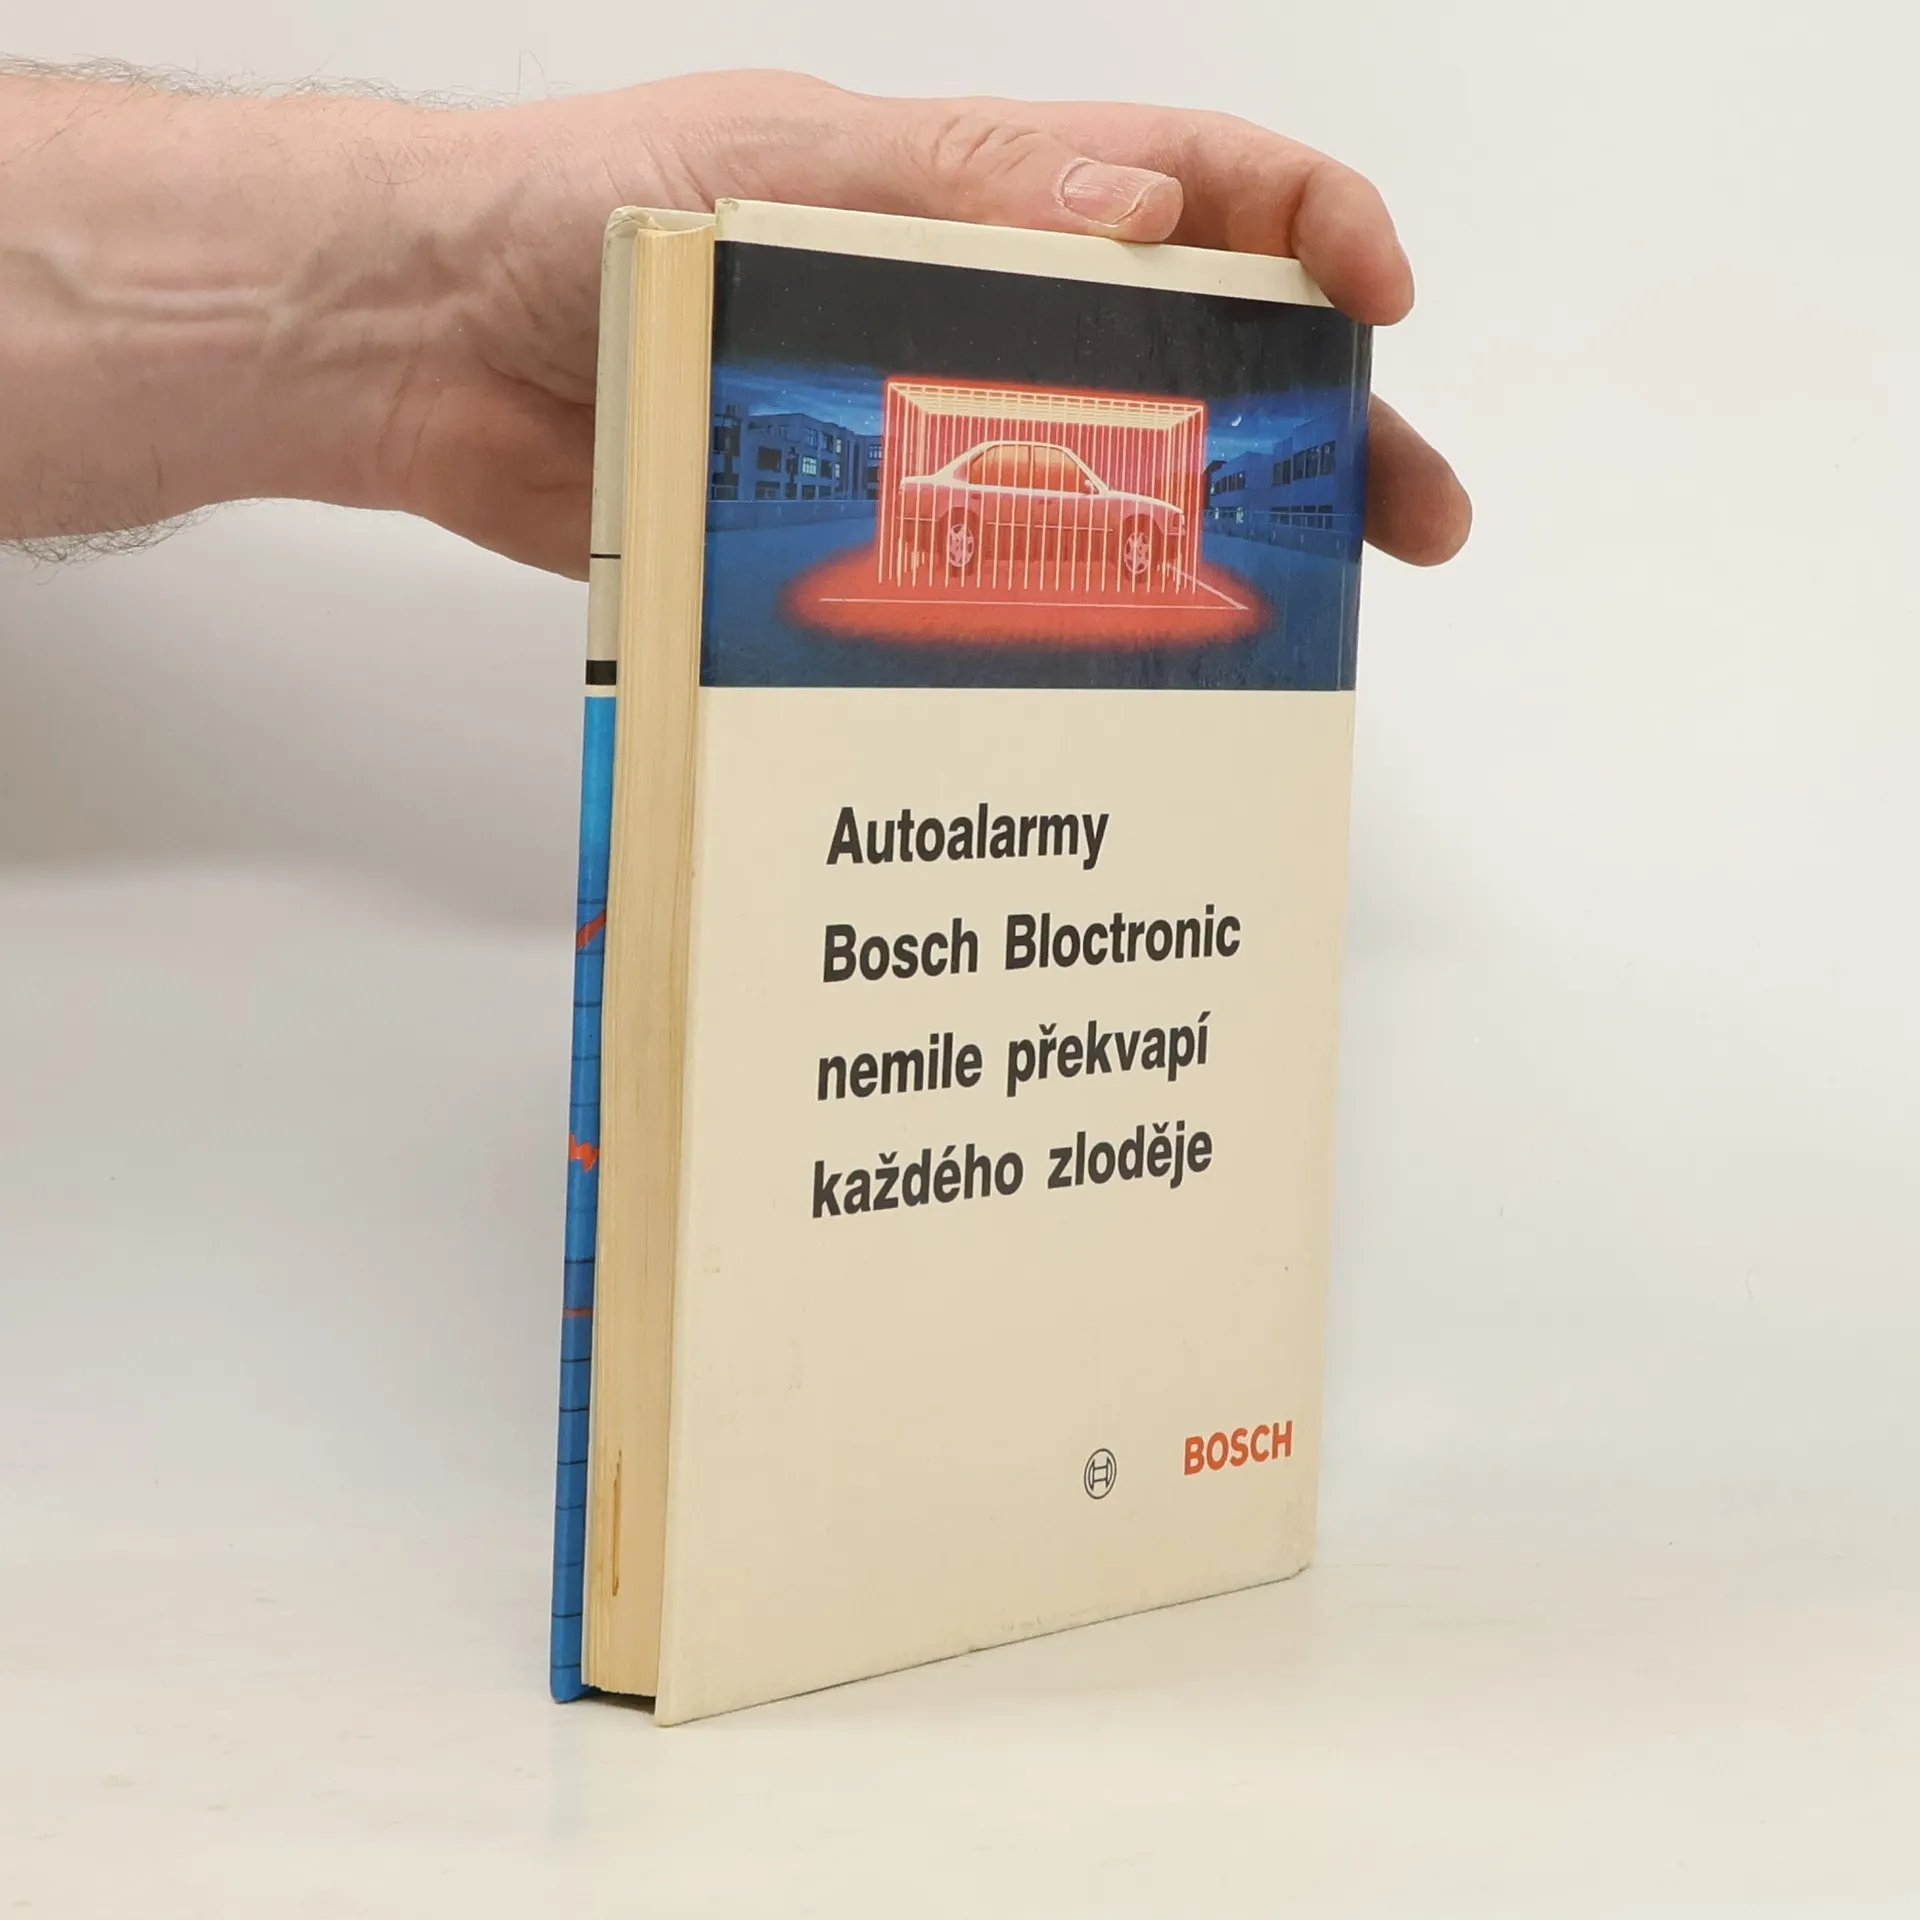 Autoalarmy
Bosch Bloctronic
nemile překvapí
každého zloděje
BOSCH